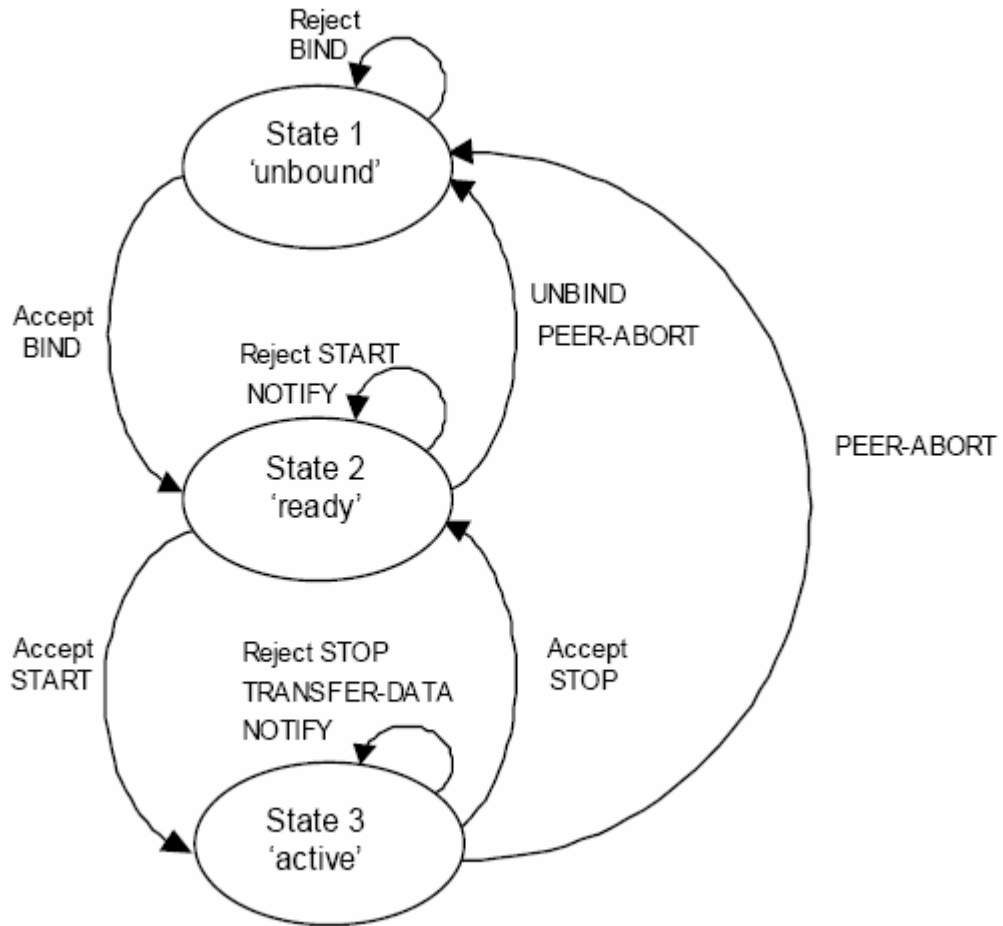 Reject
BIND
State 1
‘unbound’
Accept
BIND
UNBIND
PEER-ABORT
Reject START
NOTIFY
PEER-ABORT
State 2
‘ready’
Accept
START
Reject STOP
TRANSFER-DATA
NOTIFY
Accept
STOP
State 3
‘active’